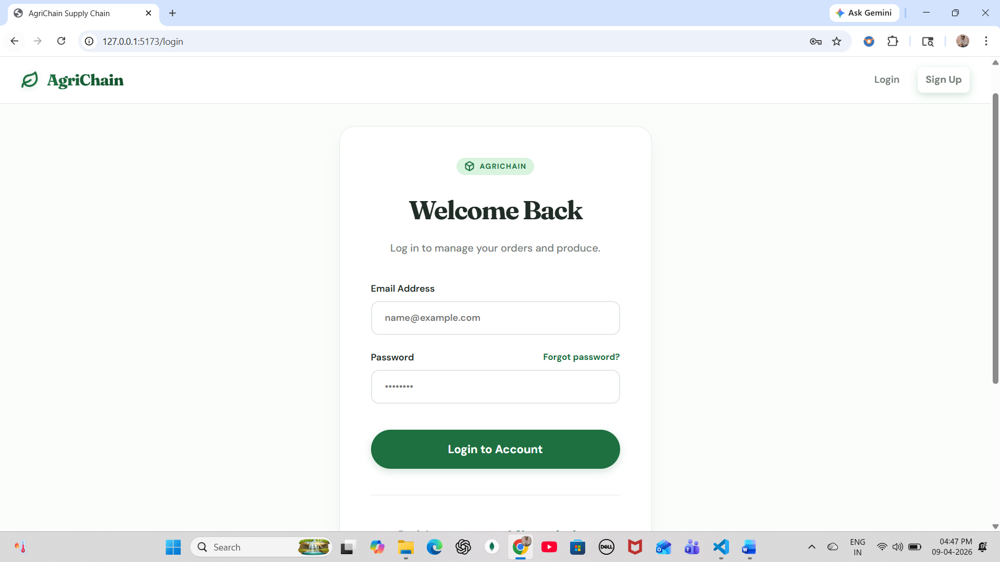 AgriChain Supply Chain
Ask Gemini
127.0.0.1:5173/login
AgriChain
Login
Sign Up
AGRICHAIN
Welcome Back
Log in to manage your orders and produce.
Email Address
name@example.com
Password
Forgot password?
••••••••
Login to Account
Search
DELL
ENG
IN
04:47 PM
09-04-2026